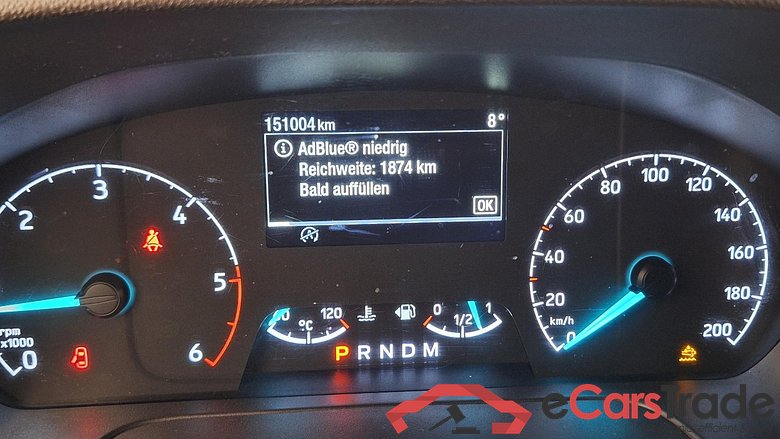 151004 km 8°
AdBlue® niedrig
Reichweite: 1874 km
Bald auffüllen
OK
0 2 3 4 5 6
rpm
x1000
120
°C
0 1/2 1
P R N D M
0 20 40 60 80 100 120 140 160 180 200
km/h
eCarsTrade